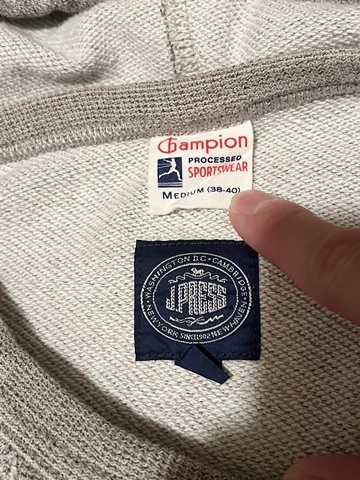 Champion
PROCESSED
SPORTSWEAR
MEDIUM (38-40)
WASHINGTON DC • CAMBRIDGE
J. PRESS
NEW YORK SINCE 1902 NEW HAVEN